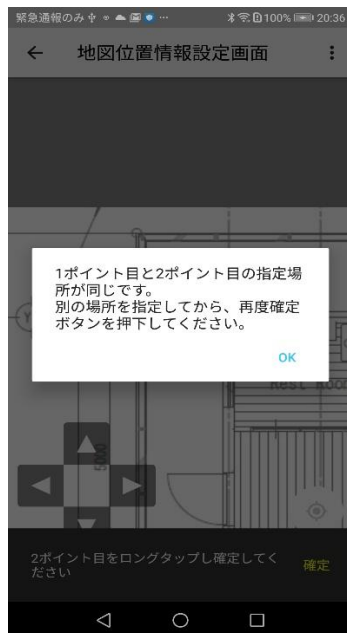 緊急通報のみ
100% 20:36
地図位置情報設定画面
1ポイント目と2ポイント目の指定場
所が同じです。
別の場所を指定してから、再度確定
ボタンを押下してください。
OK
Rest Room
5000
2ポイント目をロングタップし確定してく
ださい
確定